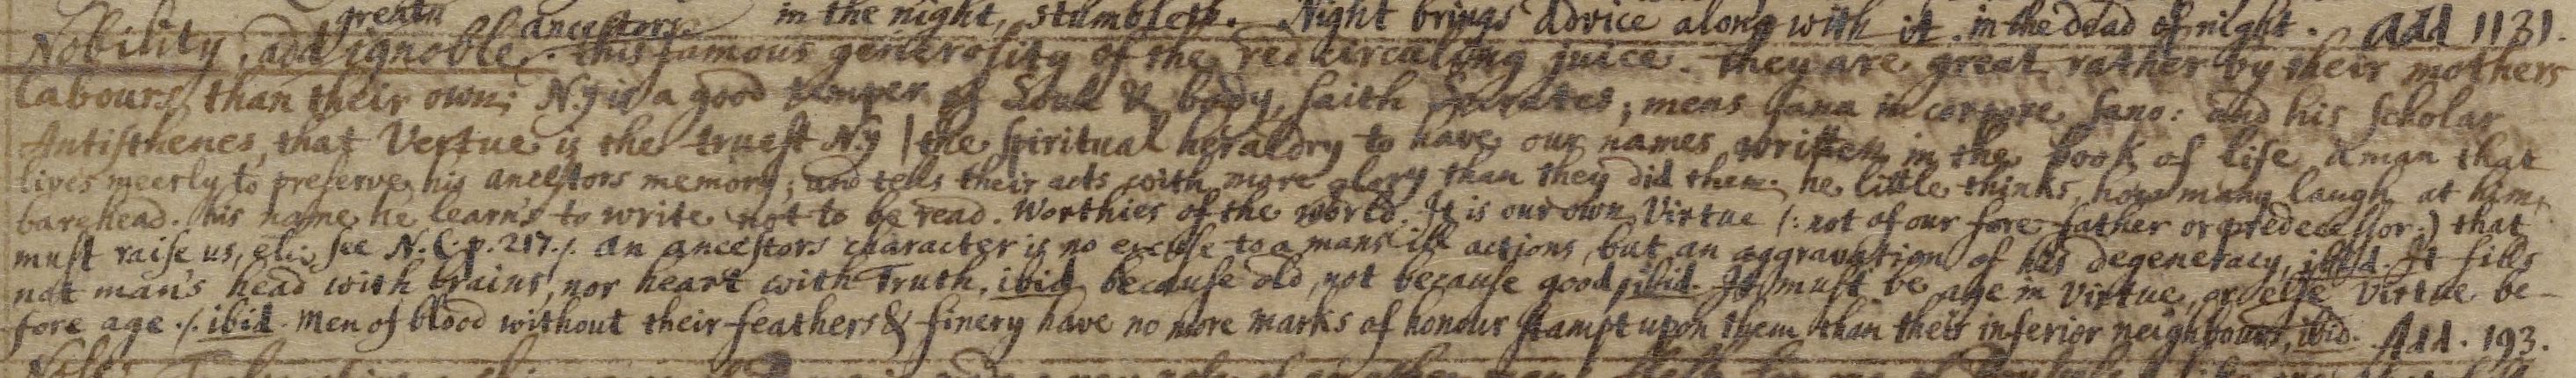 in the night, stumbleth. Night brings advice along with it. in the dead of night. add 1131.
Nobility, add ignoble. greatn ancestors. this famous generosity of the red circaling juice. They are great rather by their mothers
labours than their own; N.y is a good temper of Soul & body, saith Socrates; mens sana in corpore sano: and his scholar
Antisthenes, that Vertue is the truest N.y | the spiritual heraldry to have our names written in the book of life a man that
lives meerly to preserve his ancestors memory; and tells their acts with more glory than they did them. he little thinks, how many laugh at him
barehead. his name he learn's to write not to be read. Worthies of the world. It is our own Virtue (: not of our fore father or predecessor:) that
must raise us, see N.C. p. 217./. an ancestors character is no excuse to a mans ill actions, but an aggravation of his degeneracy, ibid. It fills
not man's head with brains, nor heart with Truth, ibid because old, not because good, ibid. It must be age in virtue, or else virtue be-
fore age ./. ibid. Men of blood without their feathers & finery have no more marks of honour stampt upon them than their inferior neighbours, ibid. Add. 193.